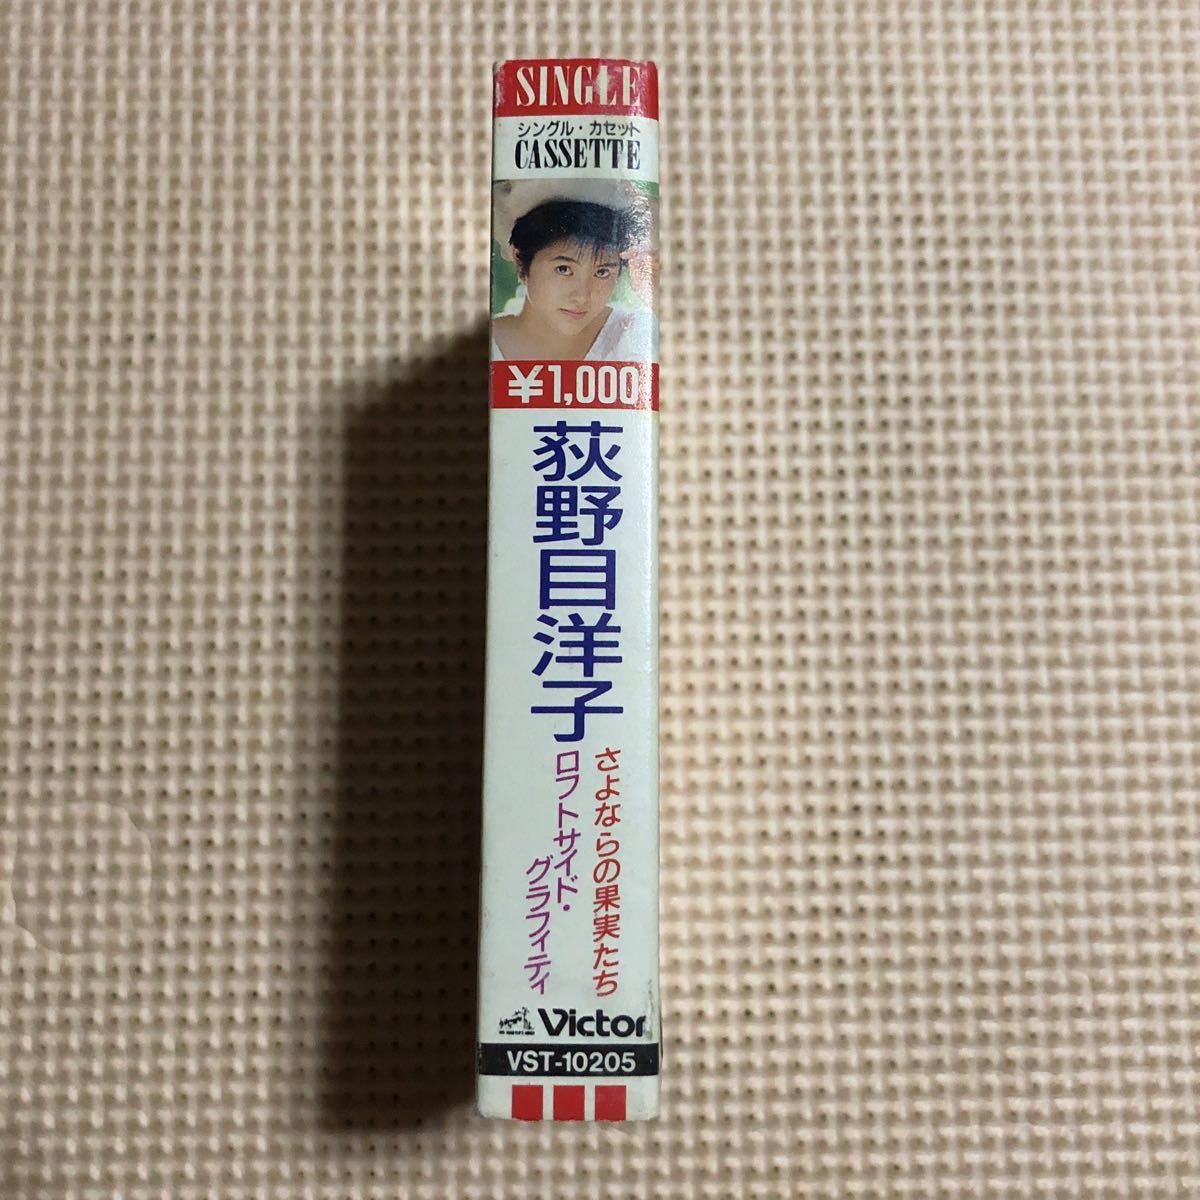 SINGLE
シングル・カセット
CASSETTE
¥1,000
荻野目洋子
さよならの果実たち
ロフトサイド・
グラフィティ
Victor
VST-10205